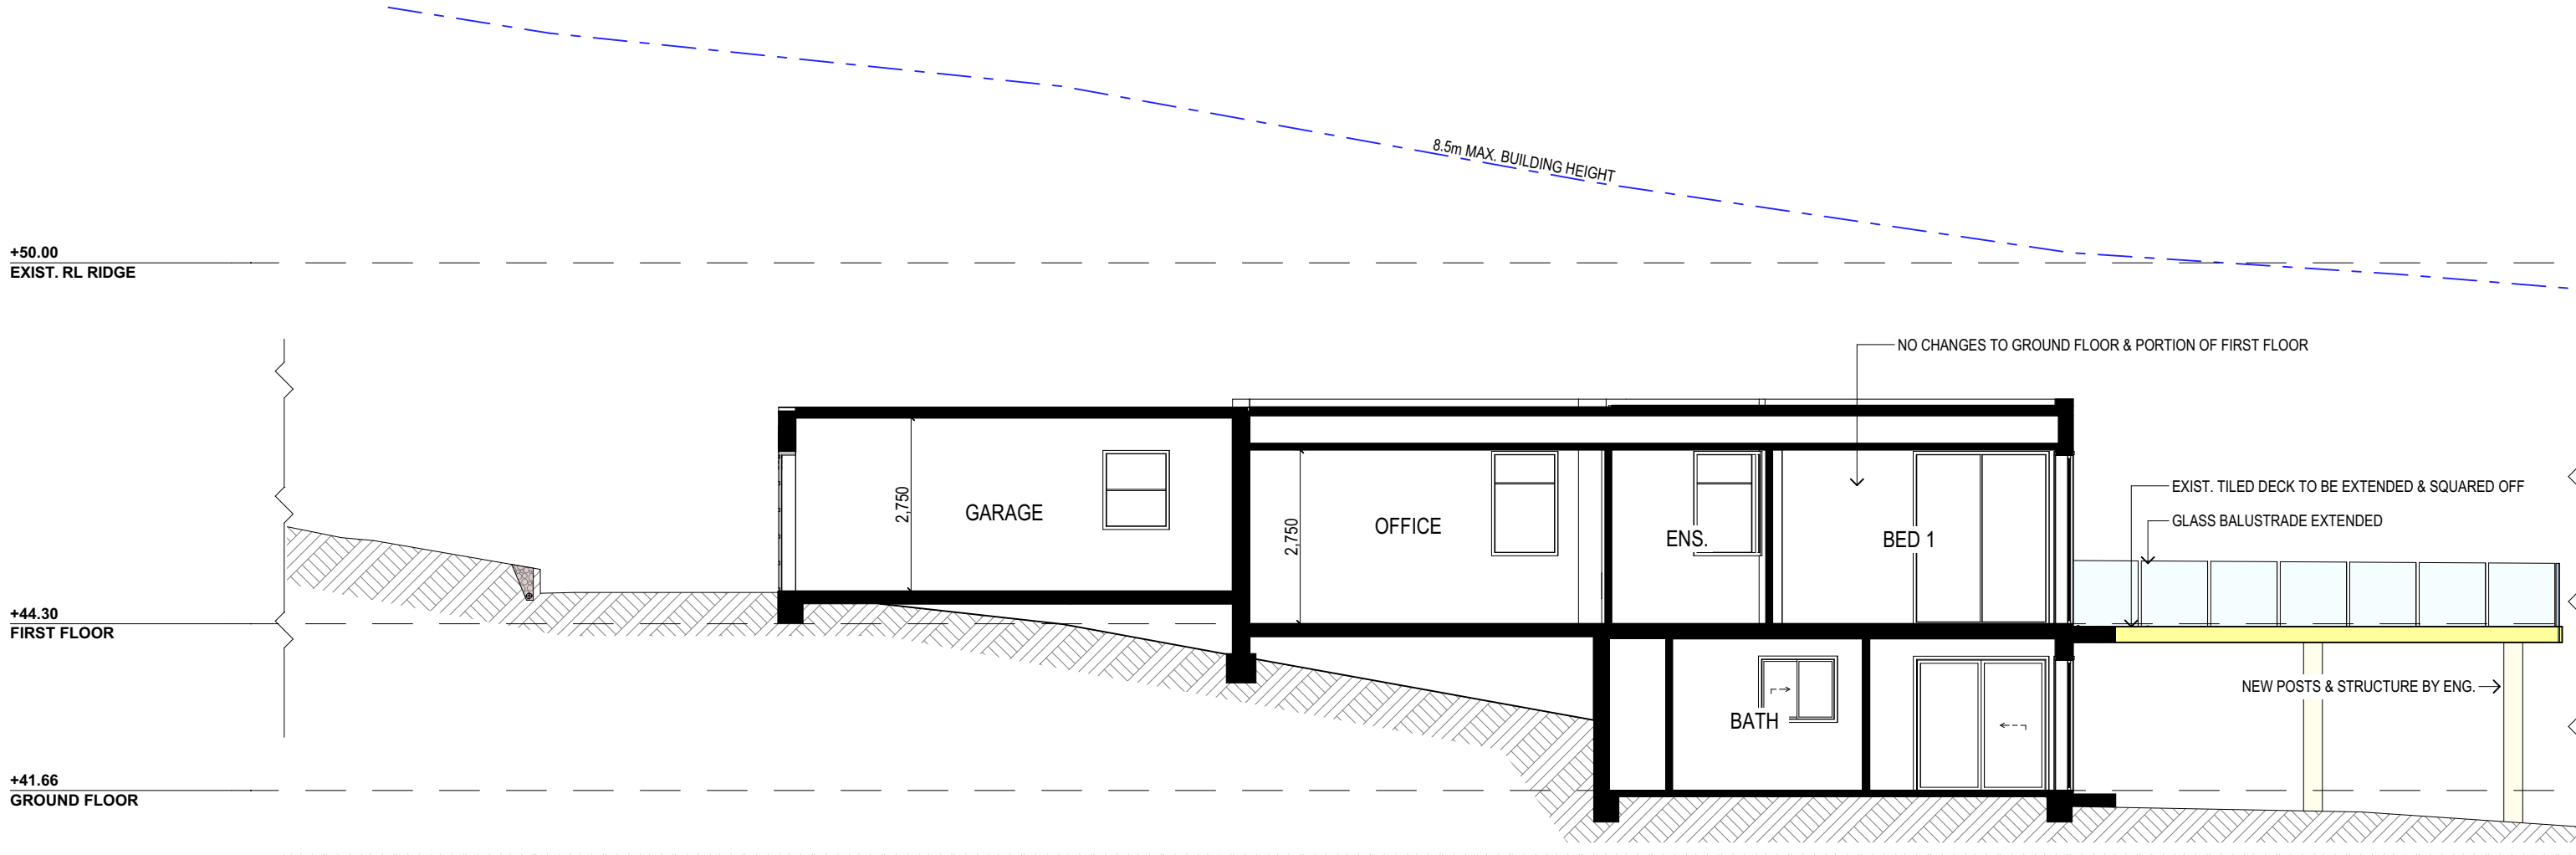 8.5m MAX. BUILDING HEIGHT
+50.00
EXIST. RL RIDGE
NO CHANGES TO GROUND FLOOR & PORTION OF FIRST FLOOR
EXIST. TILED DECK TO BE EXTENDED & SQUARED OFF
2,750
GARAGE
GLASS BALUSTRADE EXTENDED
2,750
OFFICE
ENS.
BED 1
+44.30
FIRST FLOOR
NEW POSTS & STRUCTURE BY ENG.
BATH
+41.66
GROUND FLOOR